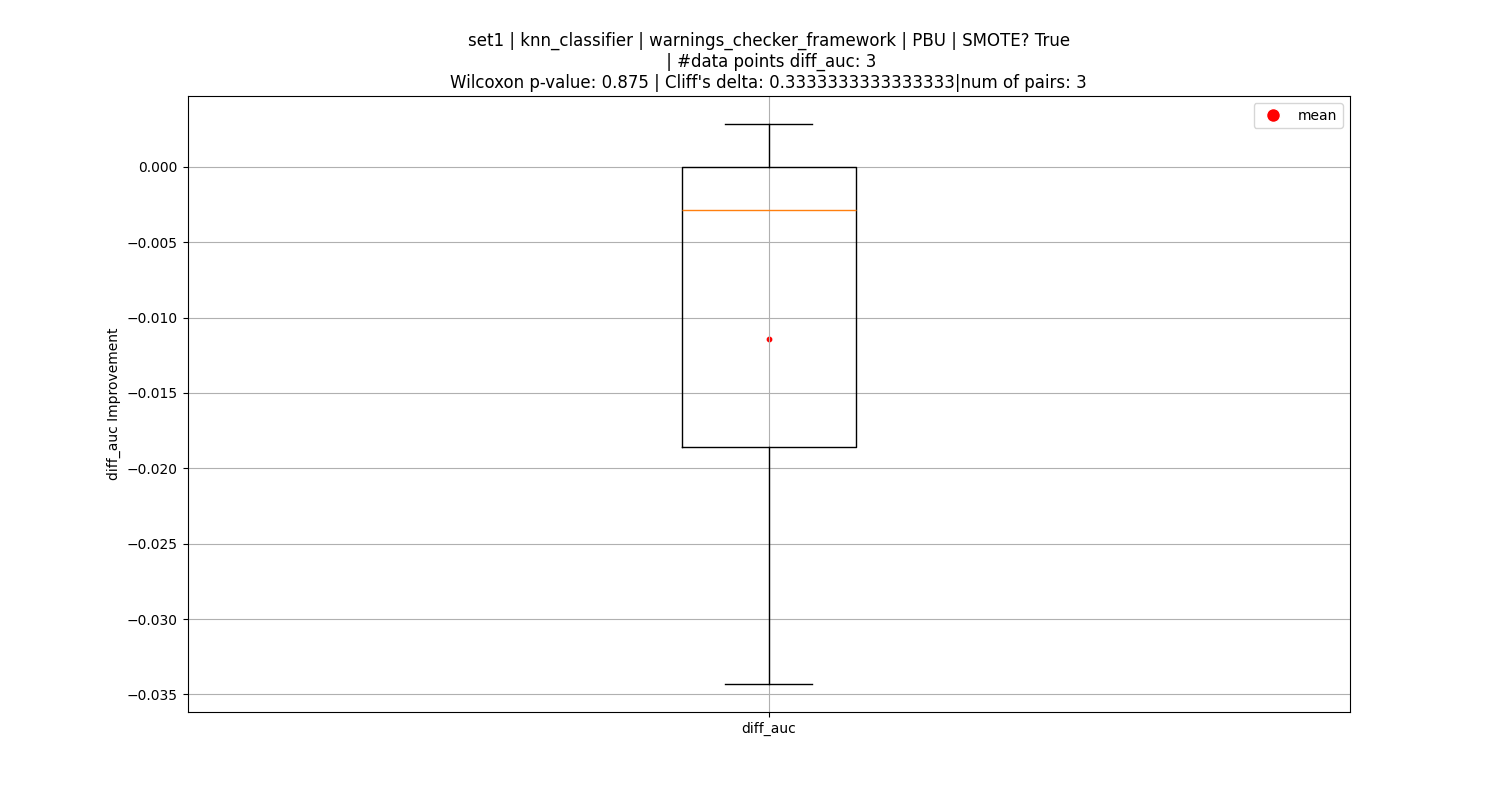 set1 | knn_classifier | warnings_checker_framework | PBU | SMOTE? True
| #data points diff_auc: 3
Wilcoxon p-value: 0.875 | Cliff's delta: 0.3333333333333333|num of pairs: 3
mean
0.000
−0.005
−0.010
−0.015
−0.020
−0.025
−0.030
−0.035
diff_auc Improvement
diff_auc